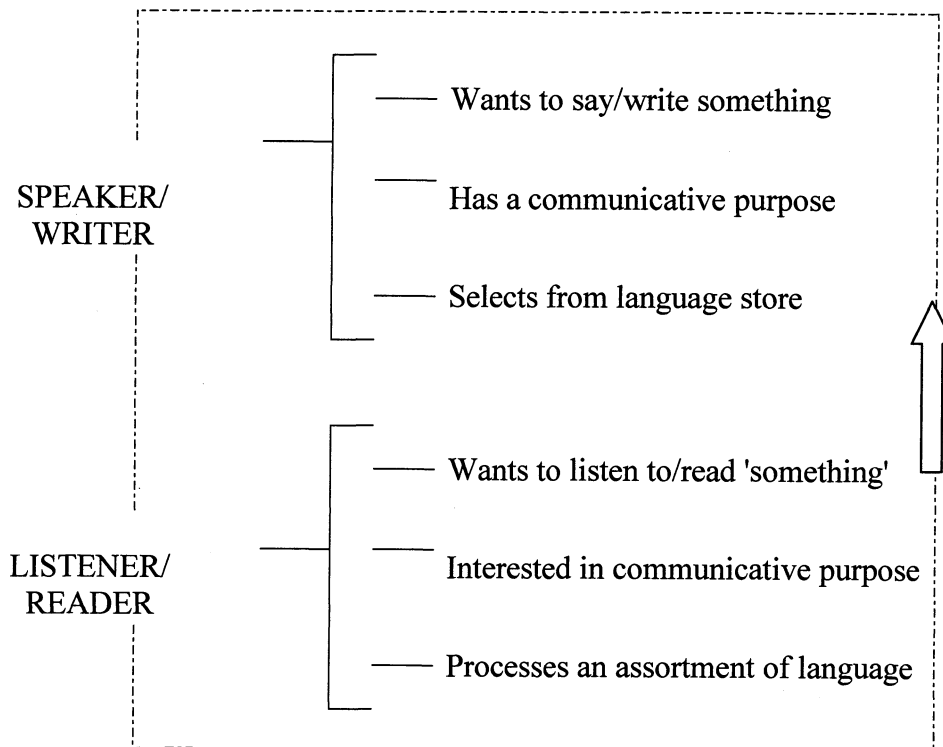 Wants to say/write something
SPEAKER/
WRITER
Has a communicative purpose
Selects from language store
Wants to listen to/read 'something'
LISTENER/
READER
Interested in communicative purpose
Processes an assortment of language